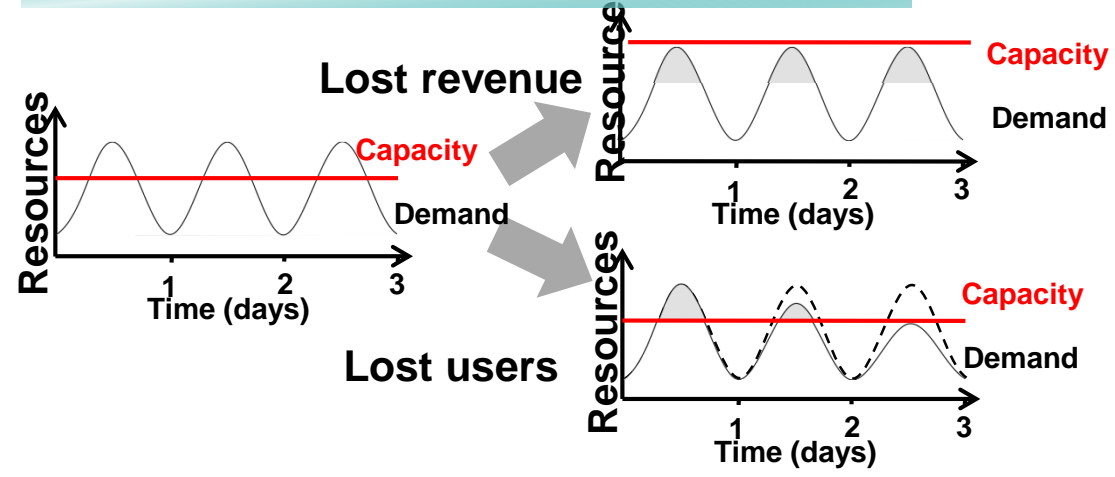 Resources
Capacity
Demand
1 2 3
Time (days)
Lost revenue
Lost users
Resource
Capacity
Demand
1 2 3
Time (days)
Resources
Capacity
Demand
1 2 3
Time (days)